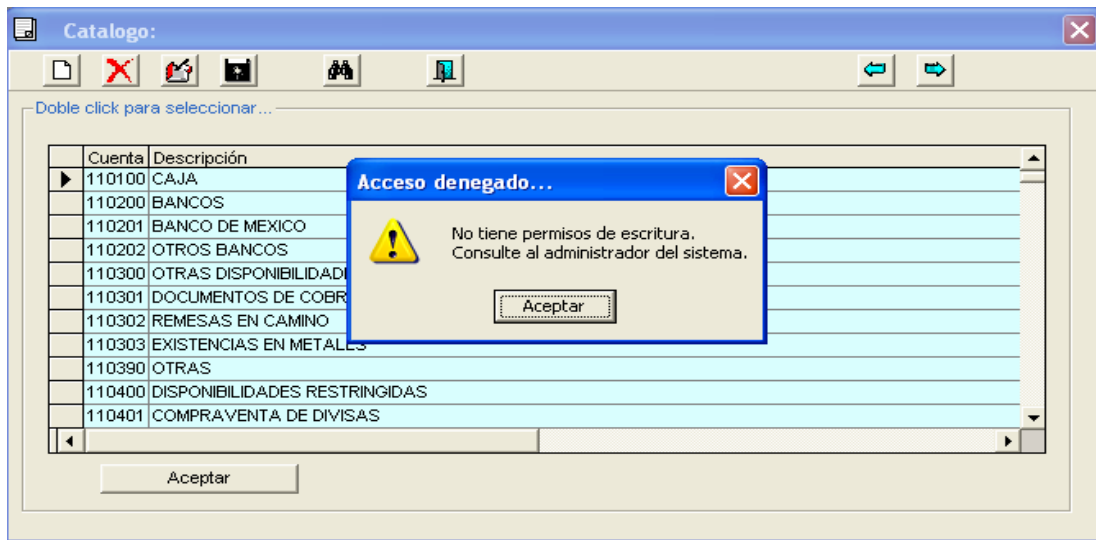 Catalogo:
Doble click para seleccionar...
Cuenta Descripción
110100 CAJA
110200 BANCOS
110201 BANCO DE MEXICO
110202 OTROS BANCOS
110300 OTRAS DISPONIBILIDAD
110301 DOCUMENTOS DE COBR
110302 REMESAS EN CAMINO
110303 EXISTENCIAS EN METALES
110390 OTRAS
110400 DISPONIBILIDADES RESTRINGIDAS
110401 COMPRAVENTA DE DIVISAS
Aceptar
Acceso denegado...
No tiene permisos de escritura.
Consulte al administrador del sistema.
Aceptar